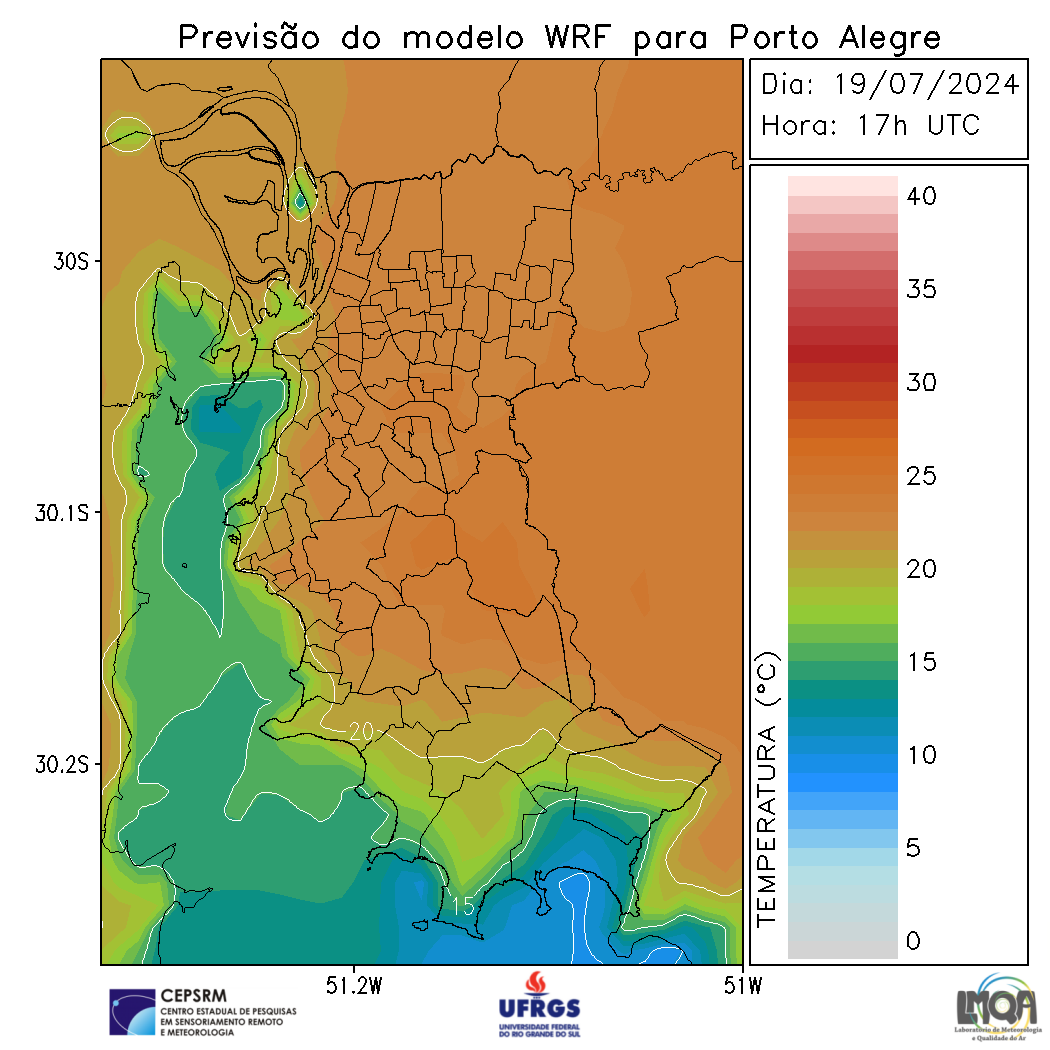 Previsão do modelo WRF para Porto Alegre
Dia: 19/07/2024
Hora: 17h UTC
40
35
30
25
20
15
10
5
0
TEMPERATURA (°C)
30S
30.1S
30.2S
20
15
51.2W
51W
CEPSRM
CENTRO ESTADUAL DE PESQUISAS
EM SENSORIAMENTO REMOTO
E METEOROLOGIA
UFRGS
UNIVERSIDADE FEDERAL
DO RIO GRANDE DO SUL
LMQA
Laboratório de Meteorologia
e Qualidade do Ar